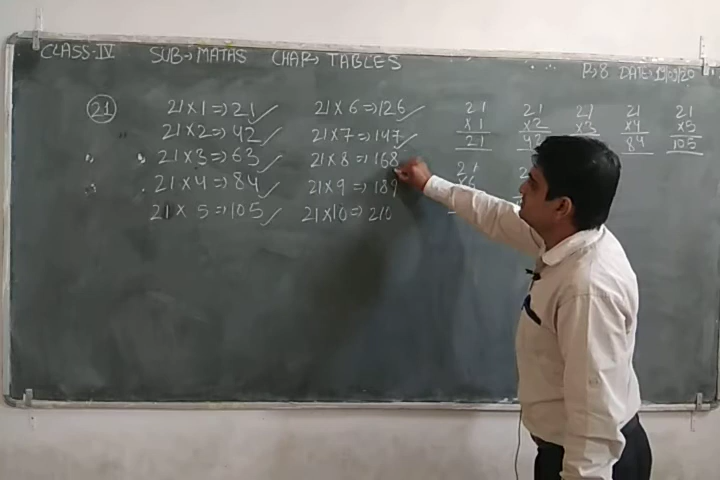 CLASS-IV SUB→MATHS CHAP→TABLES P→8 DATE:
21
21×1⇒21 ✓ 21×6⇒126 ✓
21×2⇒42 ✓ 21×7⇒147 ✓
21×3⇒63 ✓ 21×8⇒168
21×4⇒84 ✓ 21×9⇒189
21×5⇒105 ✓ 21×10⇒210
21 21 21 21 21
×1 ×2 ×3 ×4 ×5
21 42 84 105
21
×6